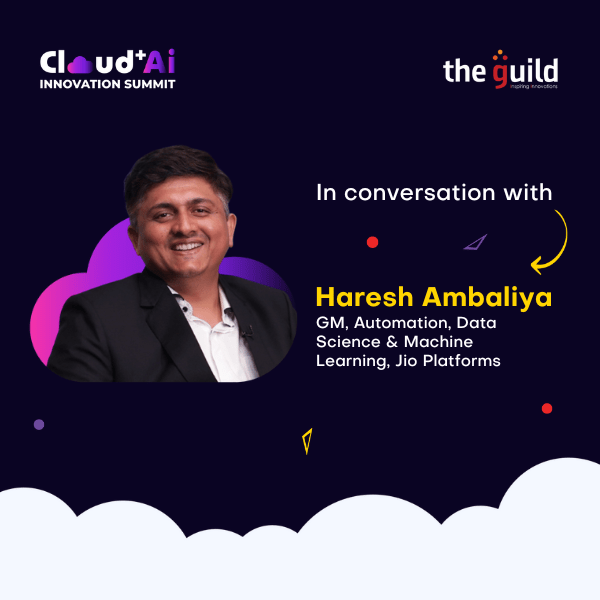 Cloud+Ai
INNOVATION SUMMIT
the guild
inspiring innovations
In conversation with
Haresh Ambaliya
GM, Automation, Data
Science & Machine
Learning, Jio Platforms